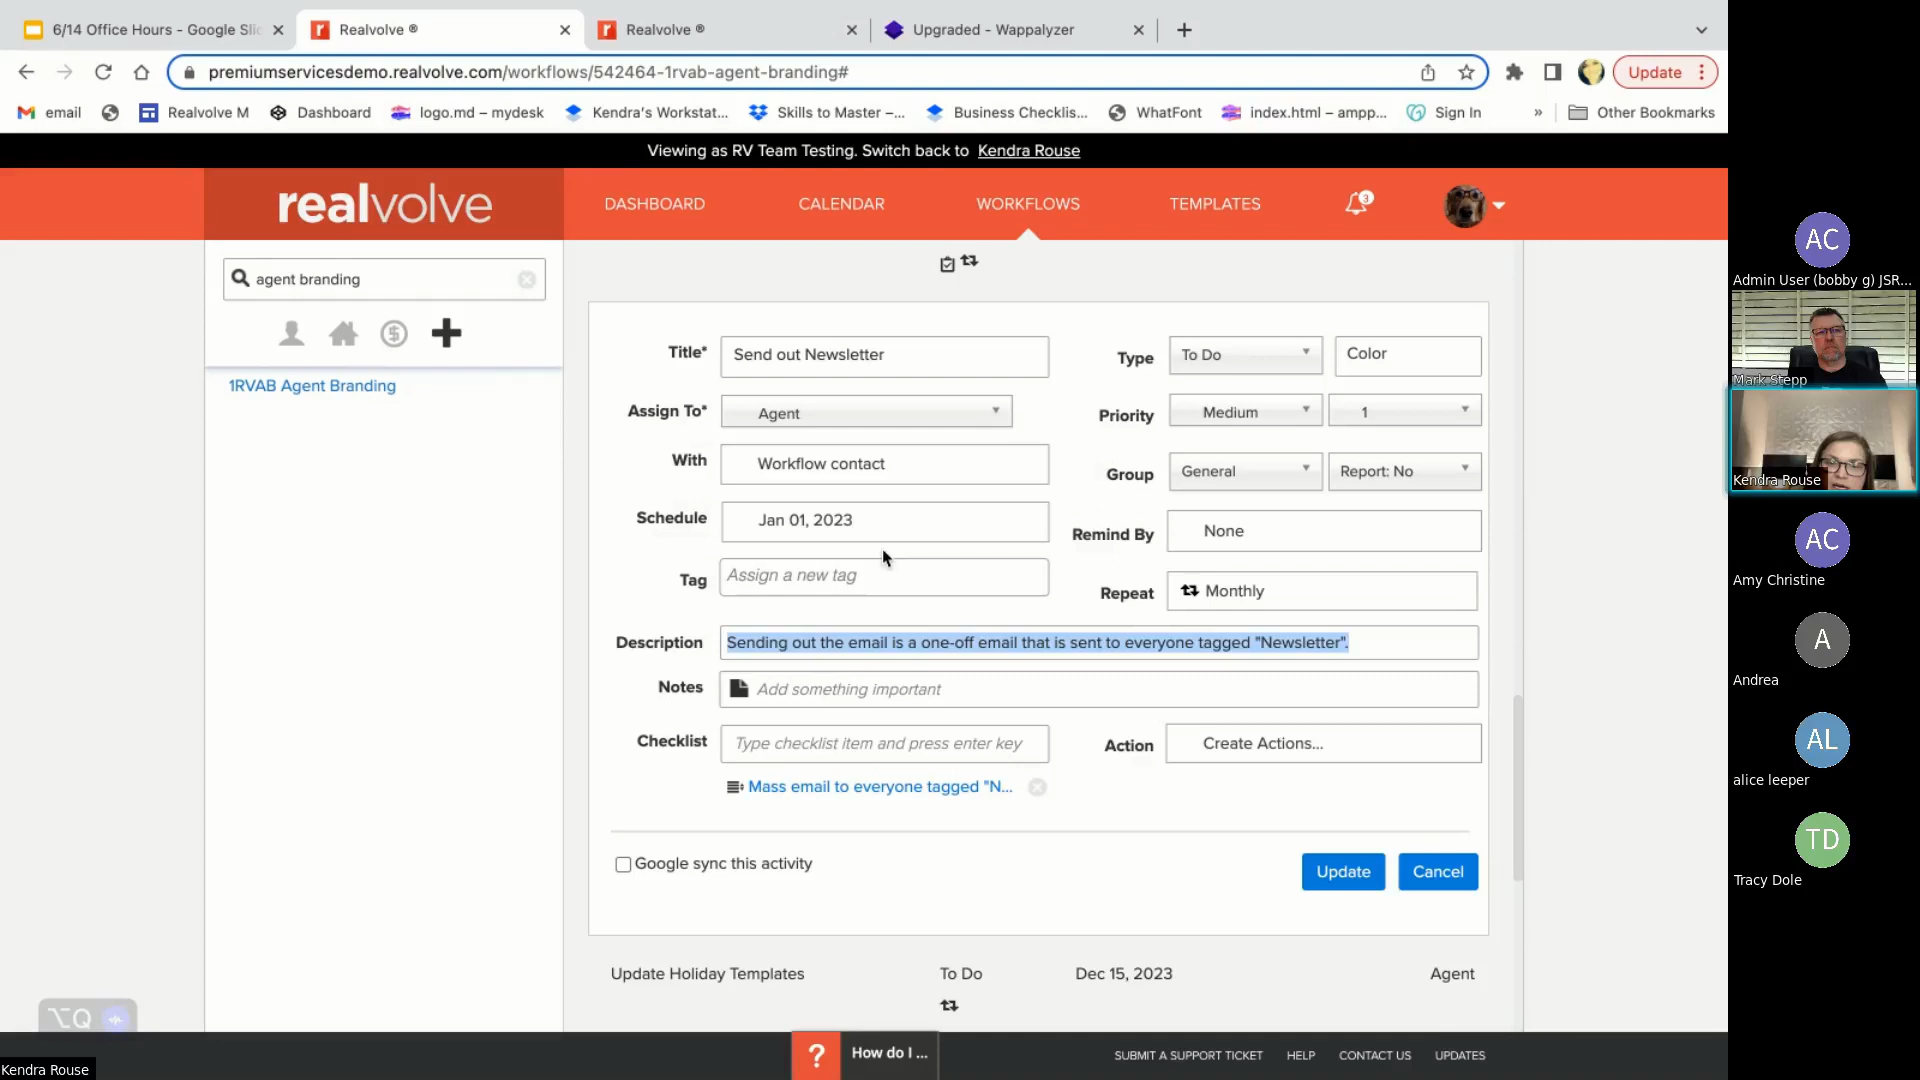 6/14 Office Hours - Google Slic
Realvolve ®
Realvolve ®
Upgraded - Wappalyzer
premiumservicesdemo.realvolve.com/workflows/542464-1rvab-agent-branding#
Update
email
Realvolve M
Dashboard
logo.md – mydesk
Kendra's Workstat...
Skills to Master –...
Business Checklis...
WhatFont
index.html – ampp...
Sign In
»
Other Bookmarks
Viewing as RV Team Testing. Switch back to Kendra Rouse
realvolve
DASHBOARD
CALENDAR
WORKFLOWS
TEMPLATES
3
agent branding
1RVAB Agent Branding
Title* Send out Newsletter
Type To Do Color
Assign To* Agent
Priority Medium 1
With Workflow contact
Group General Report: No
Schedule Jan 01, 2023
Remind By None
Tag Assign a new tag
Repeat Monthly
Description Sending out the email is a one-off email that is sent to everyone tagged "Newsletter".
Notes Add something important
Checklist Type checklist item and press enter key
Action Create Actions...
Mass email to everyone tagged "N...
Google sync this activity
Update
Cancel
Update Holiday Templates To Do Dec 15, 2023 Agent
⌥Q
? How do I ...
SUBMIT A SUPPORT TICKET
HELP
CONTACT US
UPDATES
Kendra Rouse
AC
Admin User (bobby g) JSR...
Mark Stepp
Kendra Rouse
AC
Amy Christine
A
Andrea
AL
alice leeper
TD
Tracy Dole